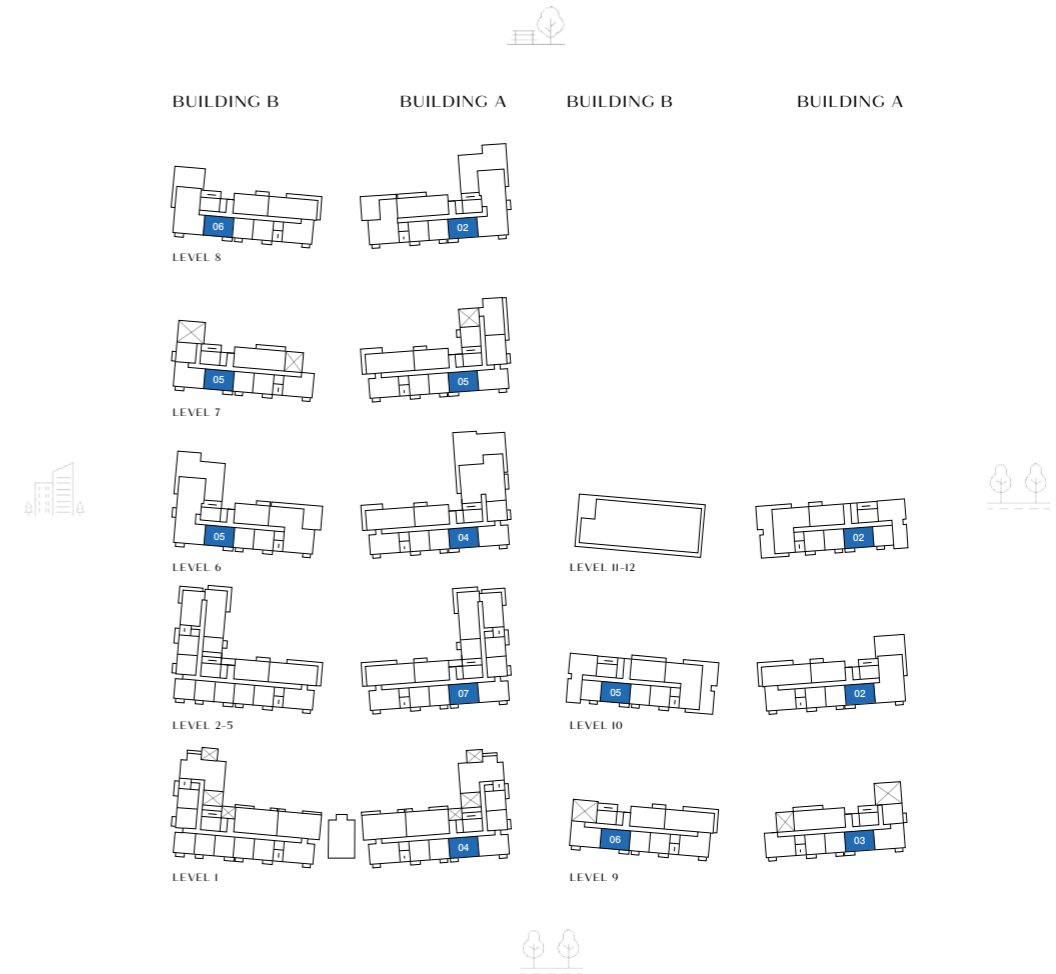 BUILDING B BUILDING A BUILDING B BUILDING A
06 02
LEVEL 8
05 05
LEVEL 7
05 04 02
LEVEL 6 LEVEL 11-12
07 05 02
LEVEL 2-5 LEVEL 10
04 06 03
LEVEL 1 LEVEL 9